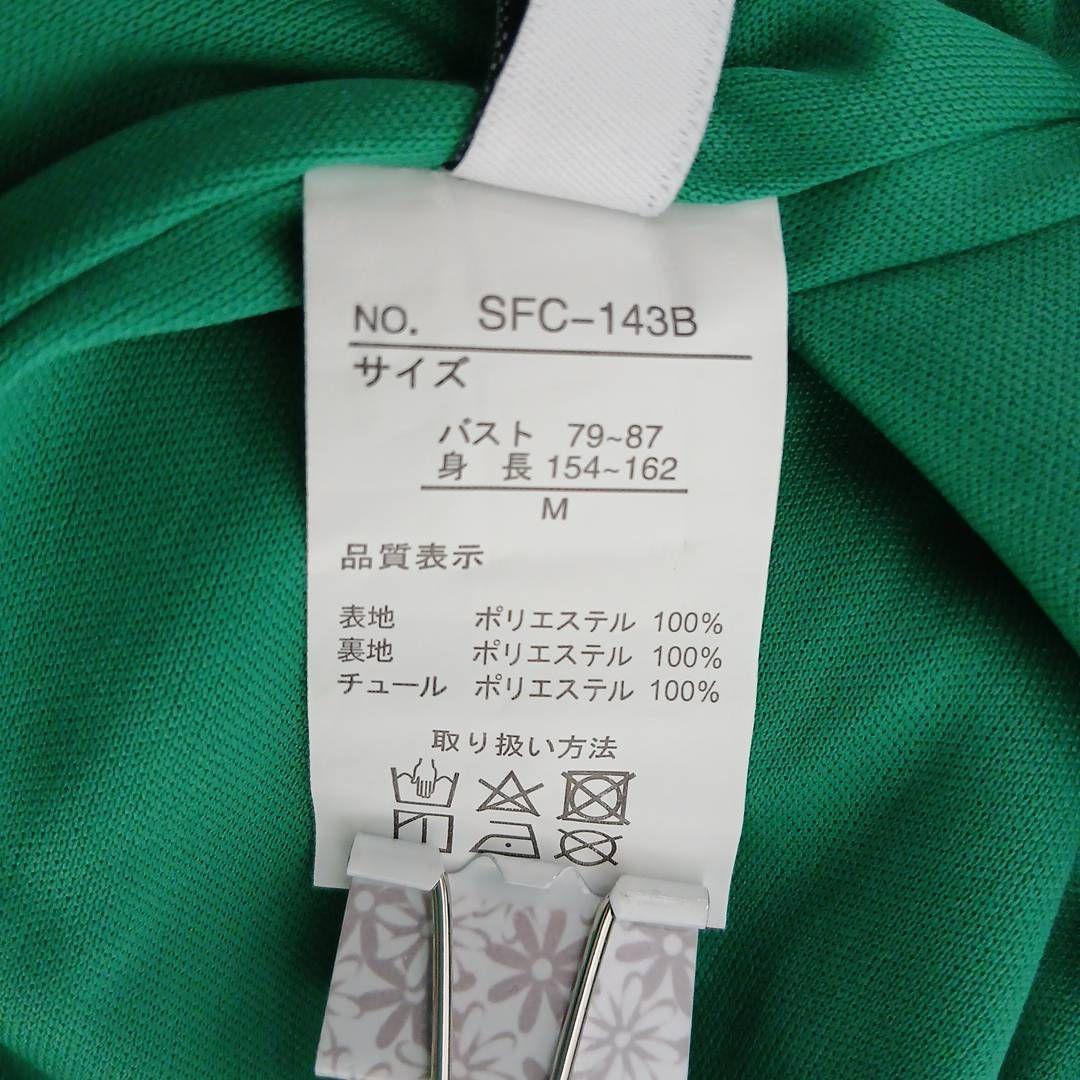 NO. SFC-143B
サイズ
バスト 79~87
身 長 154~162
M
品質表示
表地 ポリエステル 100%
裏地 ポリエステル 100%
チュール ポリエステル 100%
取り扱い方法